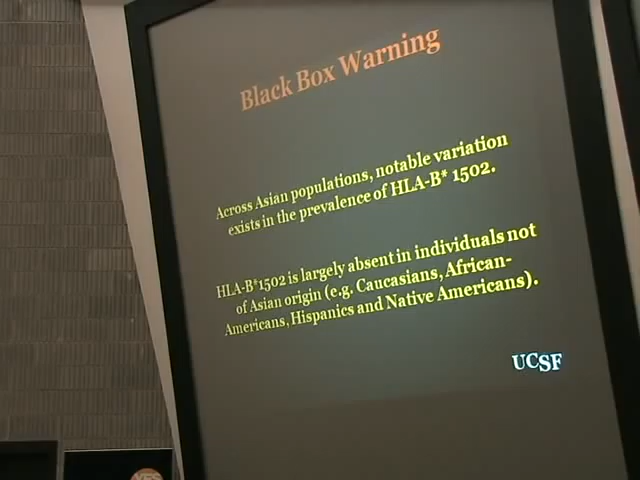 Black Box Warning
Across Asian populations, notable variation
exists in the prevalence of HLA-B* 1502.
HLA-B*1502 is largely absent in individuals not
of Asian origin (e.g. Caucasians, African-
Americans, Hispanics and Native Americans).
UCSF